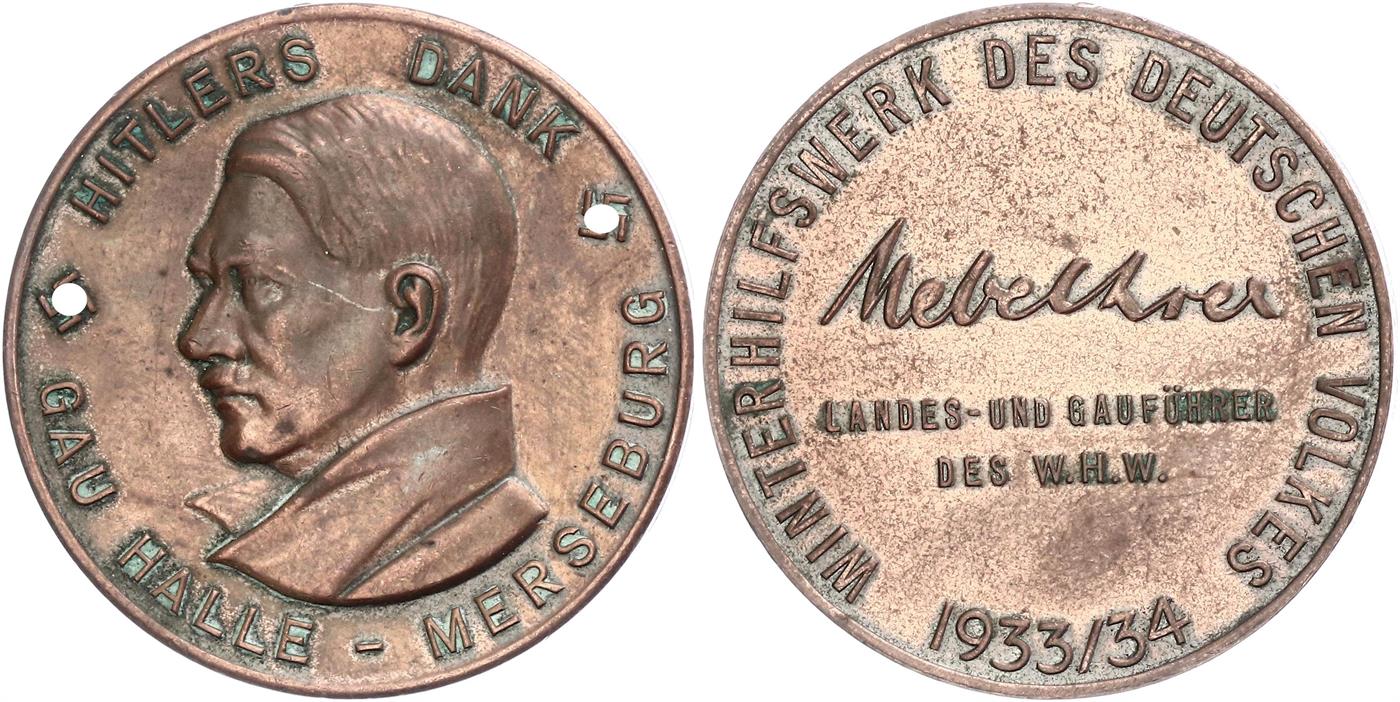 HITLERS DANK
GAU HALLE - MERSEBURG
WINTERHILFSWERK DES DEUTSCHEN VOLKES
LANDES-UND GAUFÜHRER
DES W.H.W.
1933/34